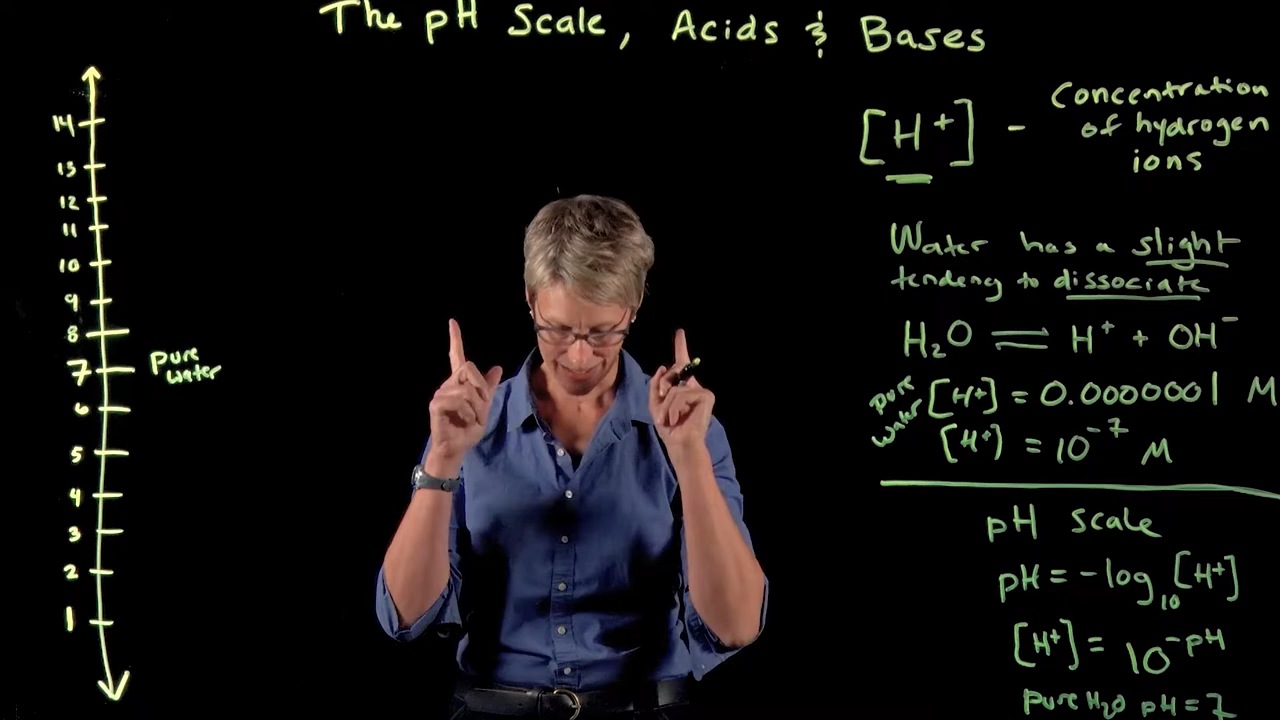 The pH Scale, Acids & Bases
14
13
12
11
10
9
8
7 pure water
6
5
4
3
2
1
[H⁺] - Concentration
of hydrogen
ions
Water has a slight
tendency to dissociate
H₂O ⇌ H⁺ + OH⁻
pure water [H⁺] = 0.0000001 M
[H⁺] = 10⁻⁷ M
pH scale
pH = -log₁₀ [H⁺]
[H⁺] = 10⁻ᵖᴴ
pure H₂O pH = 7